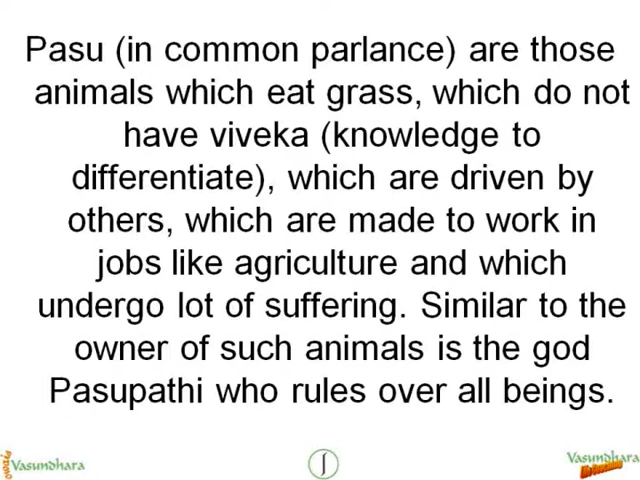 Pasu (in common parlance) are those
animals which eat grass, which do not
have viveka (knowledge to
differentiate), which are driven by
others, which are made to work in
jobs like agriculture and which
undergo lot of suffering. Similar to the
owner of such animals is the god
Pasupathi who rules over all beings.
Vasundhara
Vasundhara